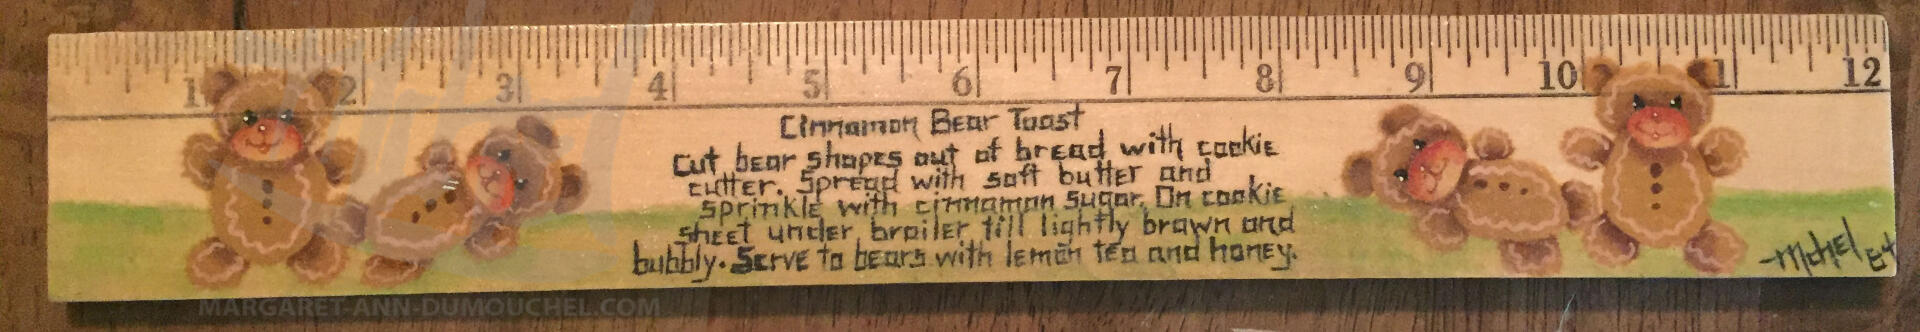 1 2 3 4 5 6 7 8 9 10 11 12
Cinnamon Bear Toast
Cut bear shapes out of bread with cookie
cutter. Spread with soft butter and
sprinkle with cinnamon sugar. On cookie
sheet under broiler till lightly brown and
bubbly. Serve to bears with lemon tea and honey.
MARGARET-ANN-DUMOUCHEL.COM